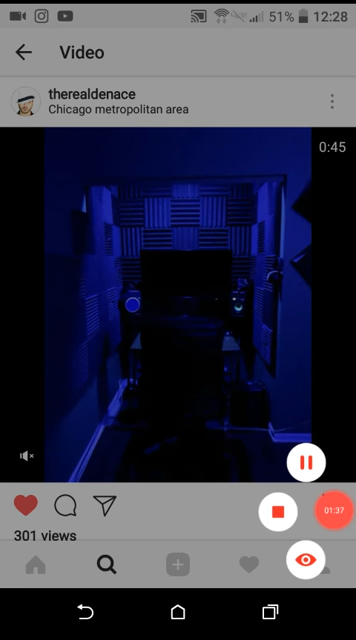 51% 12:28
Video
therealdenace
Chicago metropolitan area
0:45
01:37
301 views